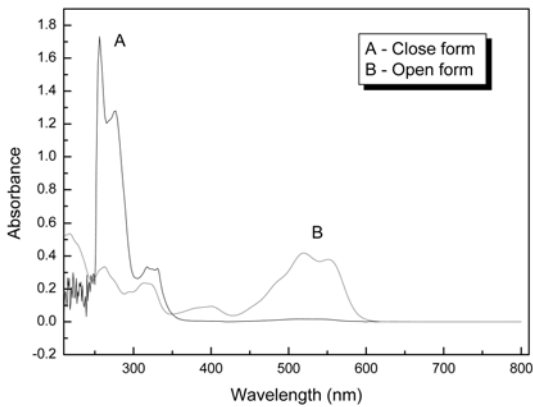 1.8
1.6
1.4
1.2
1.0
0.8
0.6
0.4
0.2
0.0
-0.2
Absorbance
A
B
A - Close form
B - Open form
300
400
500
600
700
800
Wavelength (nm)